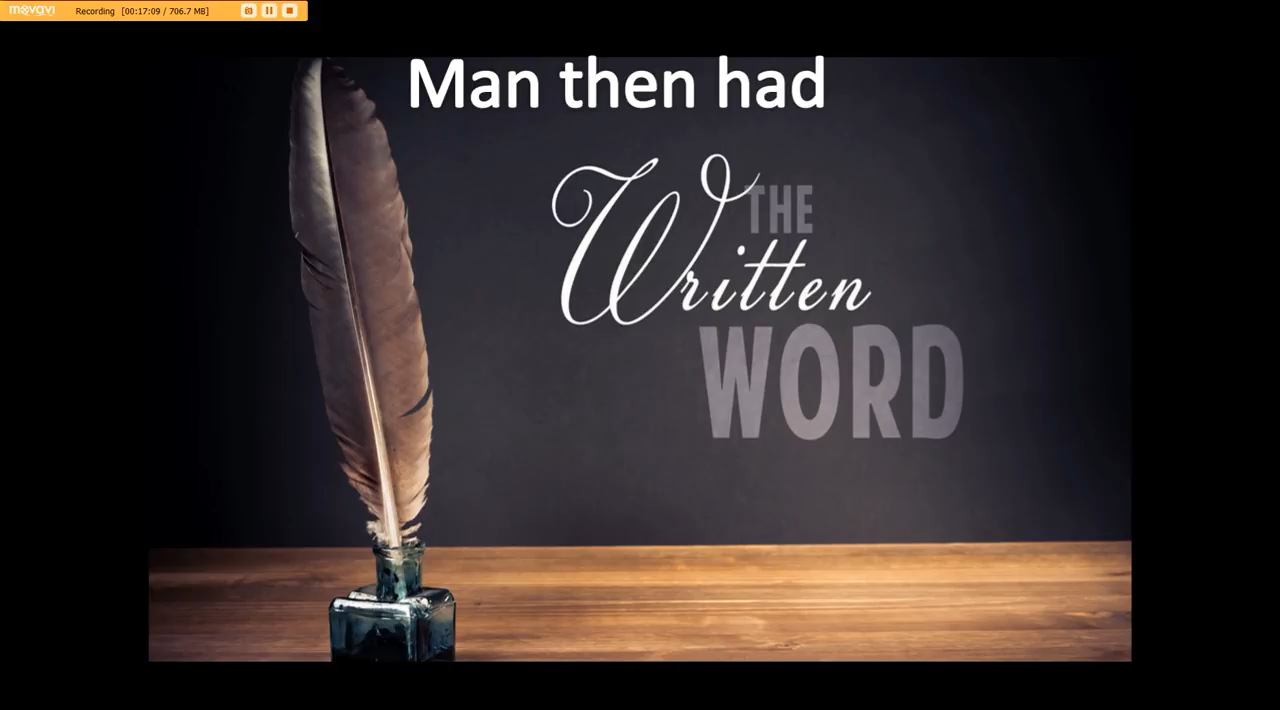 movavi Recording [00:17:09 / 706.7 MB]
Man then had
THE
Written
WORD